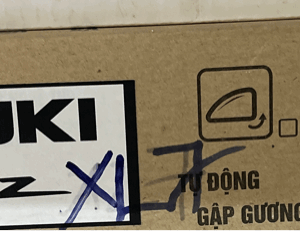 UKI
XL7
TỰ ĐỘNG
GẬP GƯƠNG